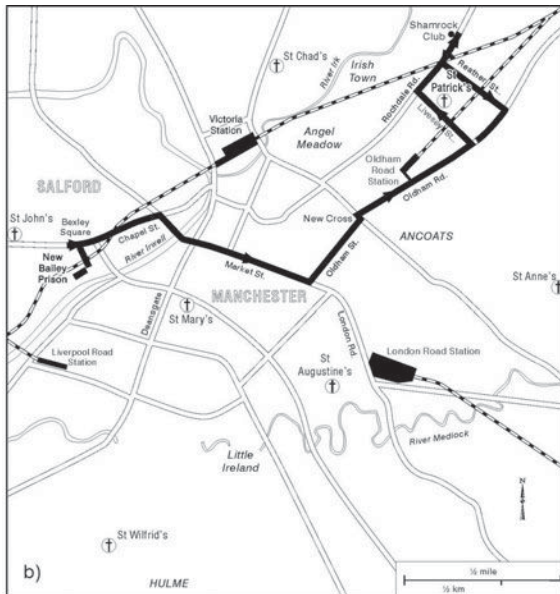 Shamrock
Club
St Chad's
River Irk
Irish
Town
Rochdale Rd.
Reather St.
St
Patrick's
Livesey St.
Victoria
Station
Angel
Meadow
Oldham
Road
Station
Oldham Rd.
SALFORD
St John's
Bexley
Square
Chapel St.
River Irwell
New Cross
ANCOATS
New
Bailey
Prison
Market St.
Oldham St.
St Anne's
MANCHESTER
Deansgate
St Mary's
London Rd.
Liverpool Road
Station
St
Augustine's
London Road Station
River Medlock
Little
Ireland
N
St Wilfrid's
b)
HULME
½ mile
½ km